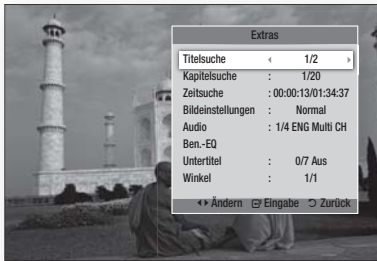 Extras
Titelsuche ◂ 1/2 ▸
Kapitelsuche : 1/20
Zeitsuche : 00:00:13/01:34:37
Bildeinstellungen : Normal
Audio : 1/4 ENG Multi CH
Ben.-EQ
Untertitel : 0/7 Aus
Winkel : 1/1
Ändern Eingabe Zurück